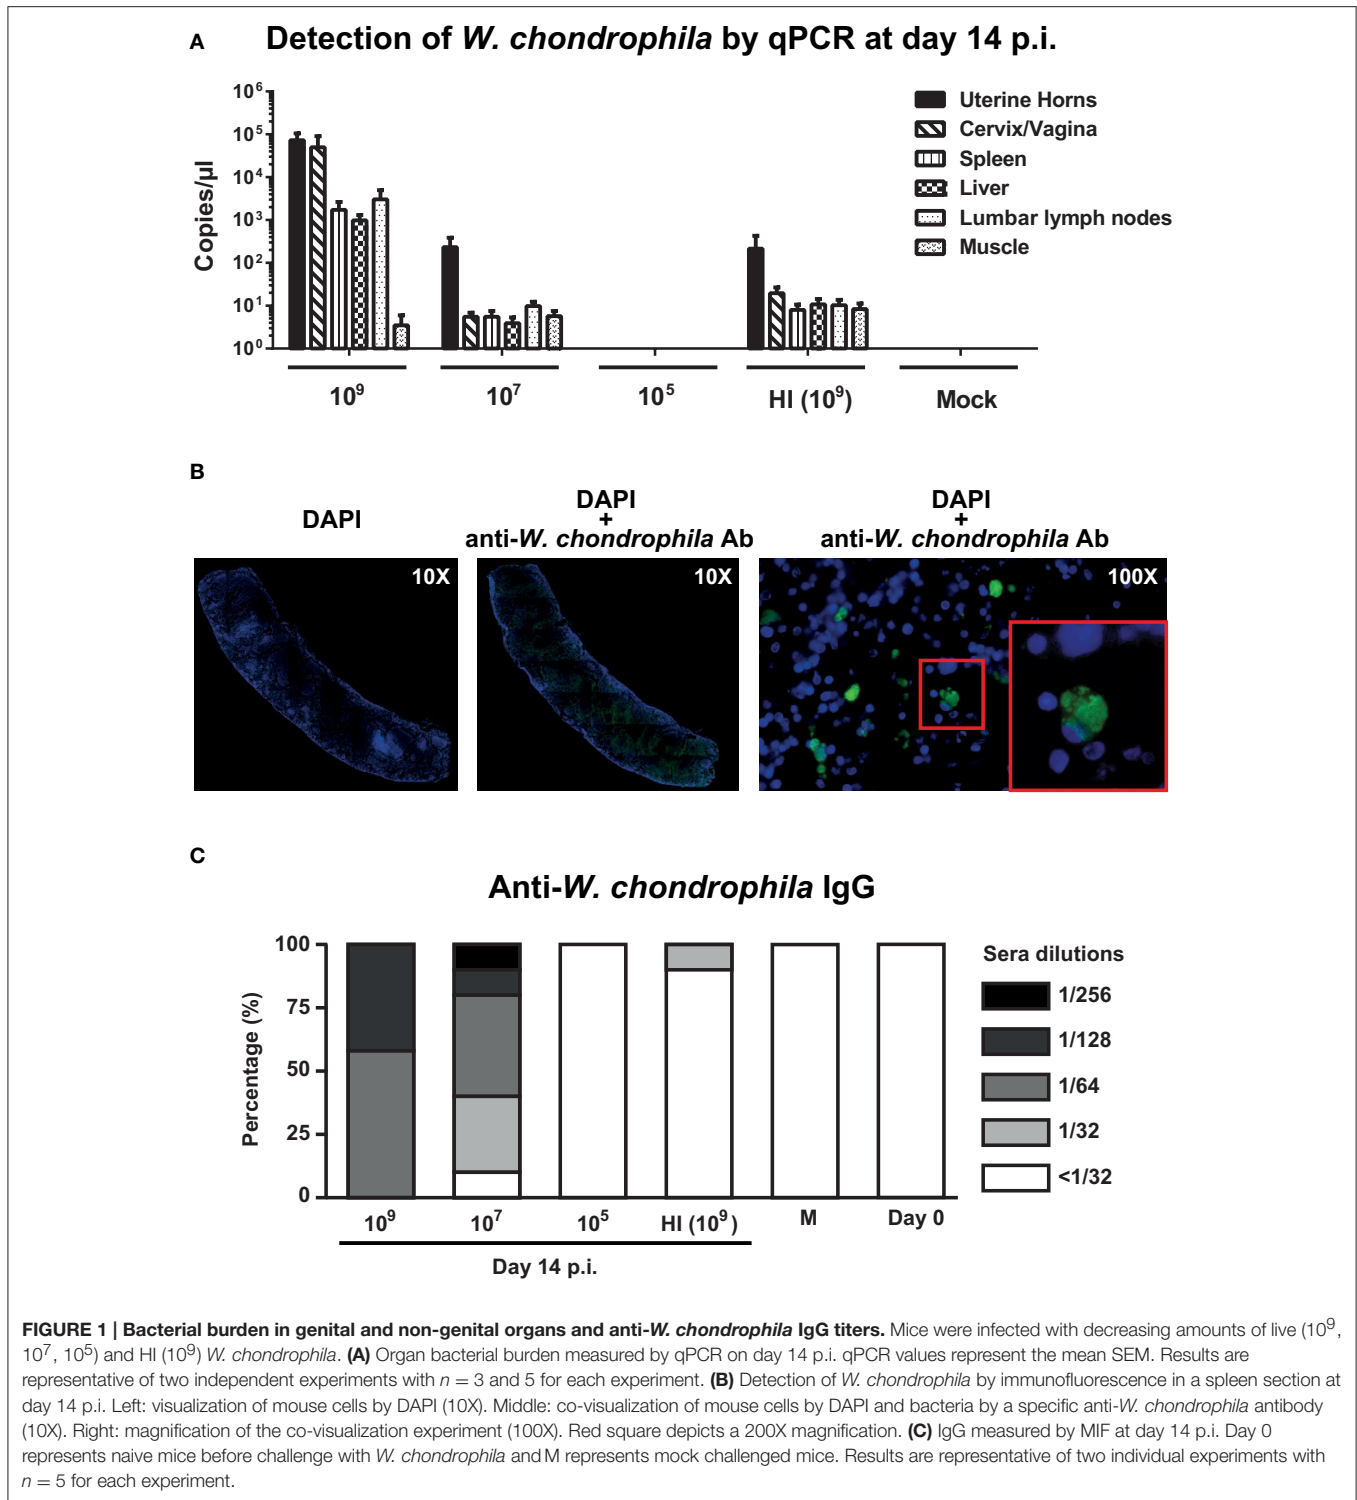 A
Detection of W. chondrophila by qPCR at day 14 p.i.
Copies/µl
10⁶
10⁵
10⁴
10³
10²
10¹
10⁰
Uterine Horns
Cervix/Vagina
Spleen
Liver
Lumbar lymph nodes
Muscle
10⁹
10⁷
10⁵
HI (10⁹)
Mock
B
DAPI
DAPI
+
anti-W. chondrophila Ab
DAPI
+
anti-W. chondrophila Ab
10X
10X
100X
C
Anti-W. chondrophila IgG
Percentage (%)
100
75
50
25
0
Sera dilutions
1/256
1/128
1/64
1/32
<1/32
10⁹
10⁷
10⁵
HI (10⁹)
M
Day 0
Day 14 p.i.
FIGURE 1 | Bacterial burden in genital and non-genital organs and anti-W. chondrophila IgG titers. Mice were infected with decreasing amounts of live (10⁹,
10⁷, 10⁵) and HI (10⁹) W. chondrophila. (A) Organ bacterial burden measured by qPCR on day 14 p.i. qPCR values represent the mean SEM. Results are
representative of two independent experiments with n = 3 and 5 for each experiment. (B) Detection of W. chondrophila by immunofluorescence in a spleen section at
day 14 p.i. Left: visualization of mouse cells by DAPI (10X). Middle: co-visualization of mouse cells by DAPI and bacteria by a specific anti-W. chondrophila antibody
(10X). Right: magnification of the co-visualization experiment (100X). Red square depicts a 200X magnification. (C) IgG measured by MIF at day 14 p.i. Day 0
represents naive mice before challenge with W. chondrophila and M represents mock challenged mice. Results are representative of two individual experiments with
n = 5 for each experiment.